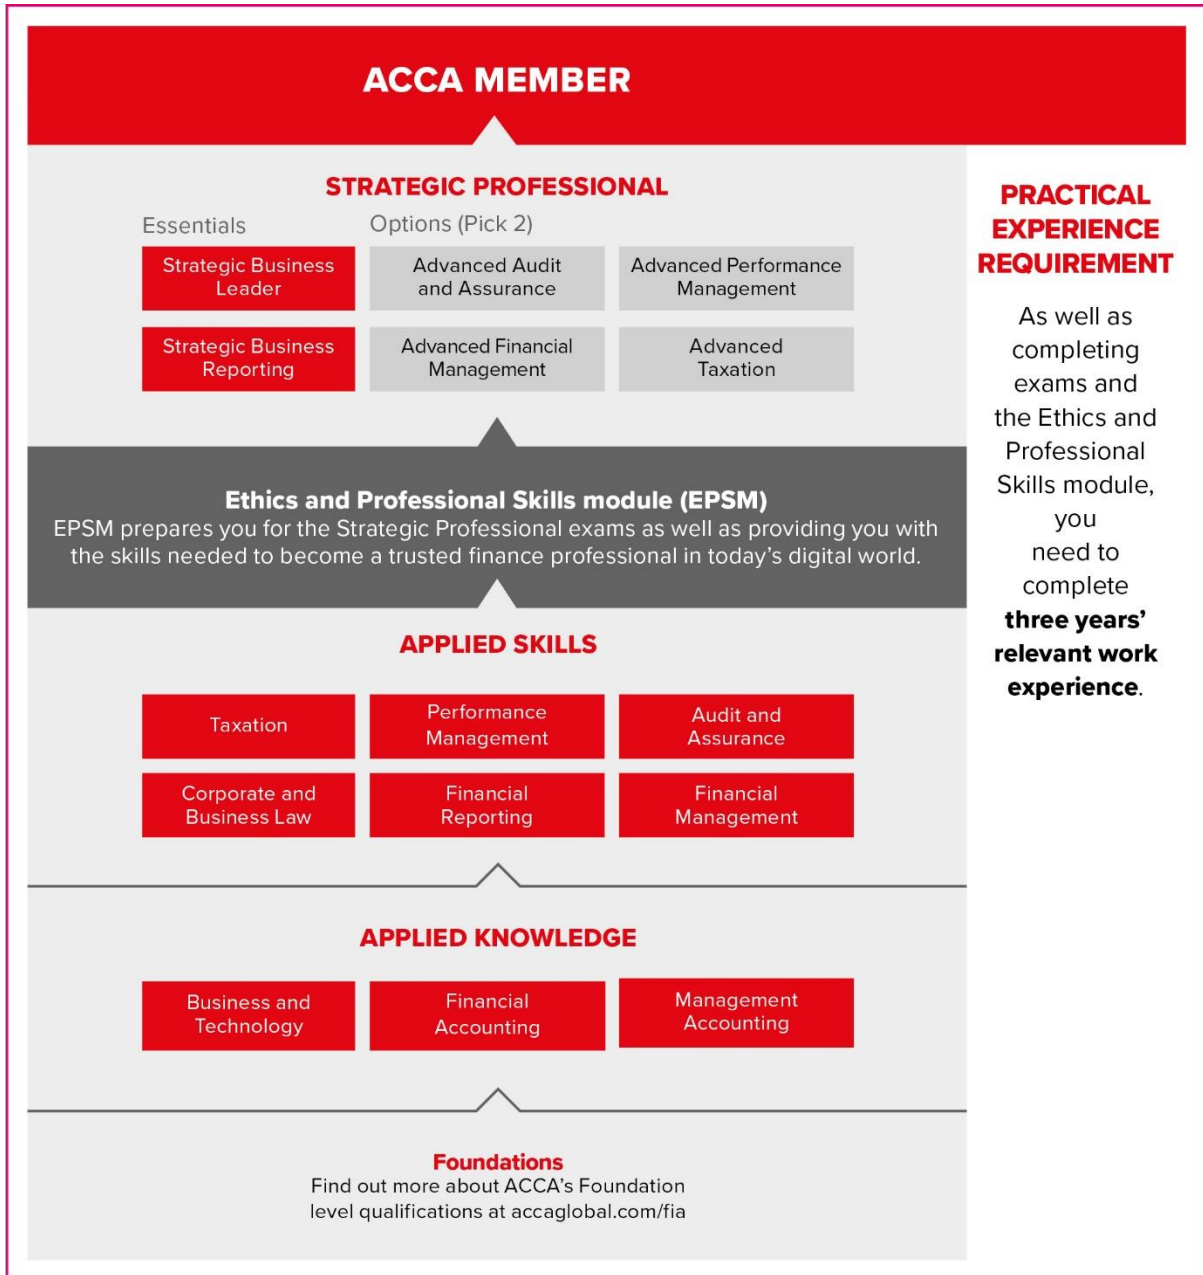 ACCA MEMBER
STRATEGIC PROFESSIONAL
Essentials
Options (Pick 2)
Strategic Business
Leader
Advanced Audit
and Assurance
Advanced Performance
Management
Strategic Business
Reporting
Advanced Financial
Management
Advanced
Taxation
Ethics and Professional Skills module (EPSM)
EPSM prepares you for the Strategic Professional exams as well as providing you with
the skills needed to become a trusted finance professional in today’s digital world.
APPLIED SKILLS
Taxation
Performance
Management
Audit and
Assurance
Corporate and
Business Law
Financial
Reporting
Financial
Management
APPLIED KNOWLEDGE
Business and
Technology
Financial
Accounting
Management
Accounting
Foundations
Find out more about ACCA’s Foundation
level qualifications at accaglobal.com/fia
PRACTICAL
EXPERIENCE
REQUIREMENT
As well as
completing
exams and
the Ethics and
Professional
Skills module,
you
need to
complete
three years’
relevant work
experience.